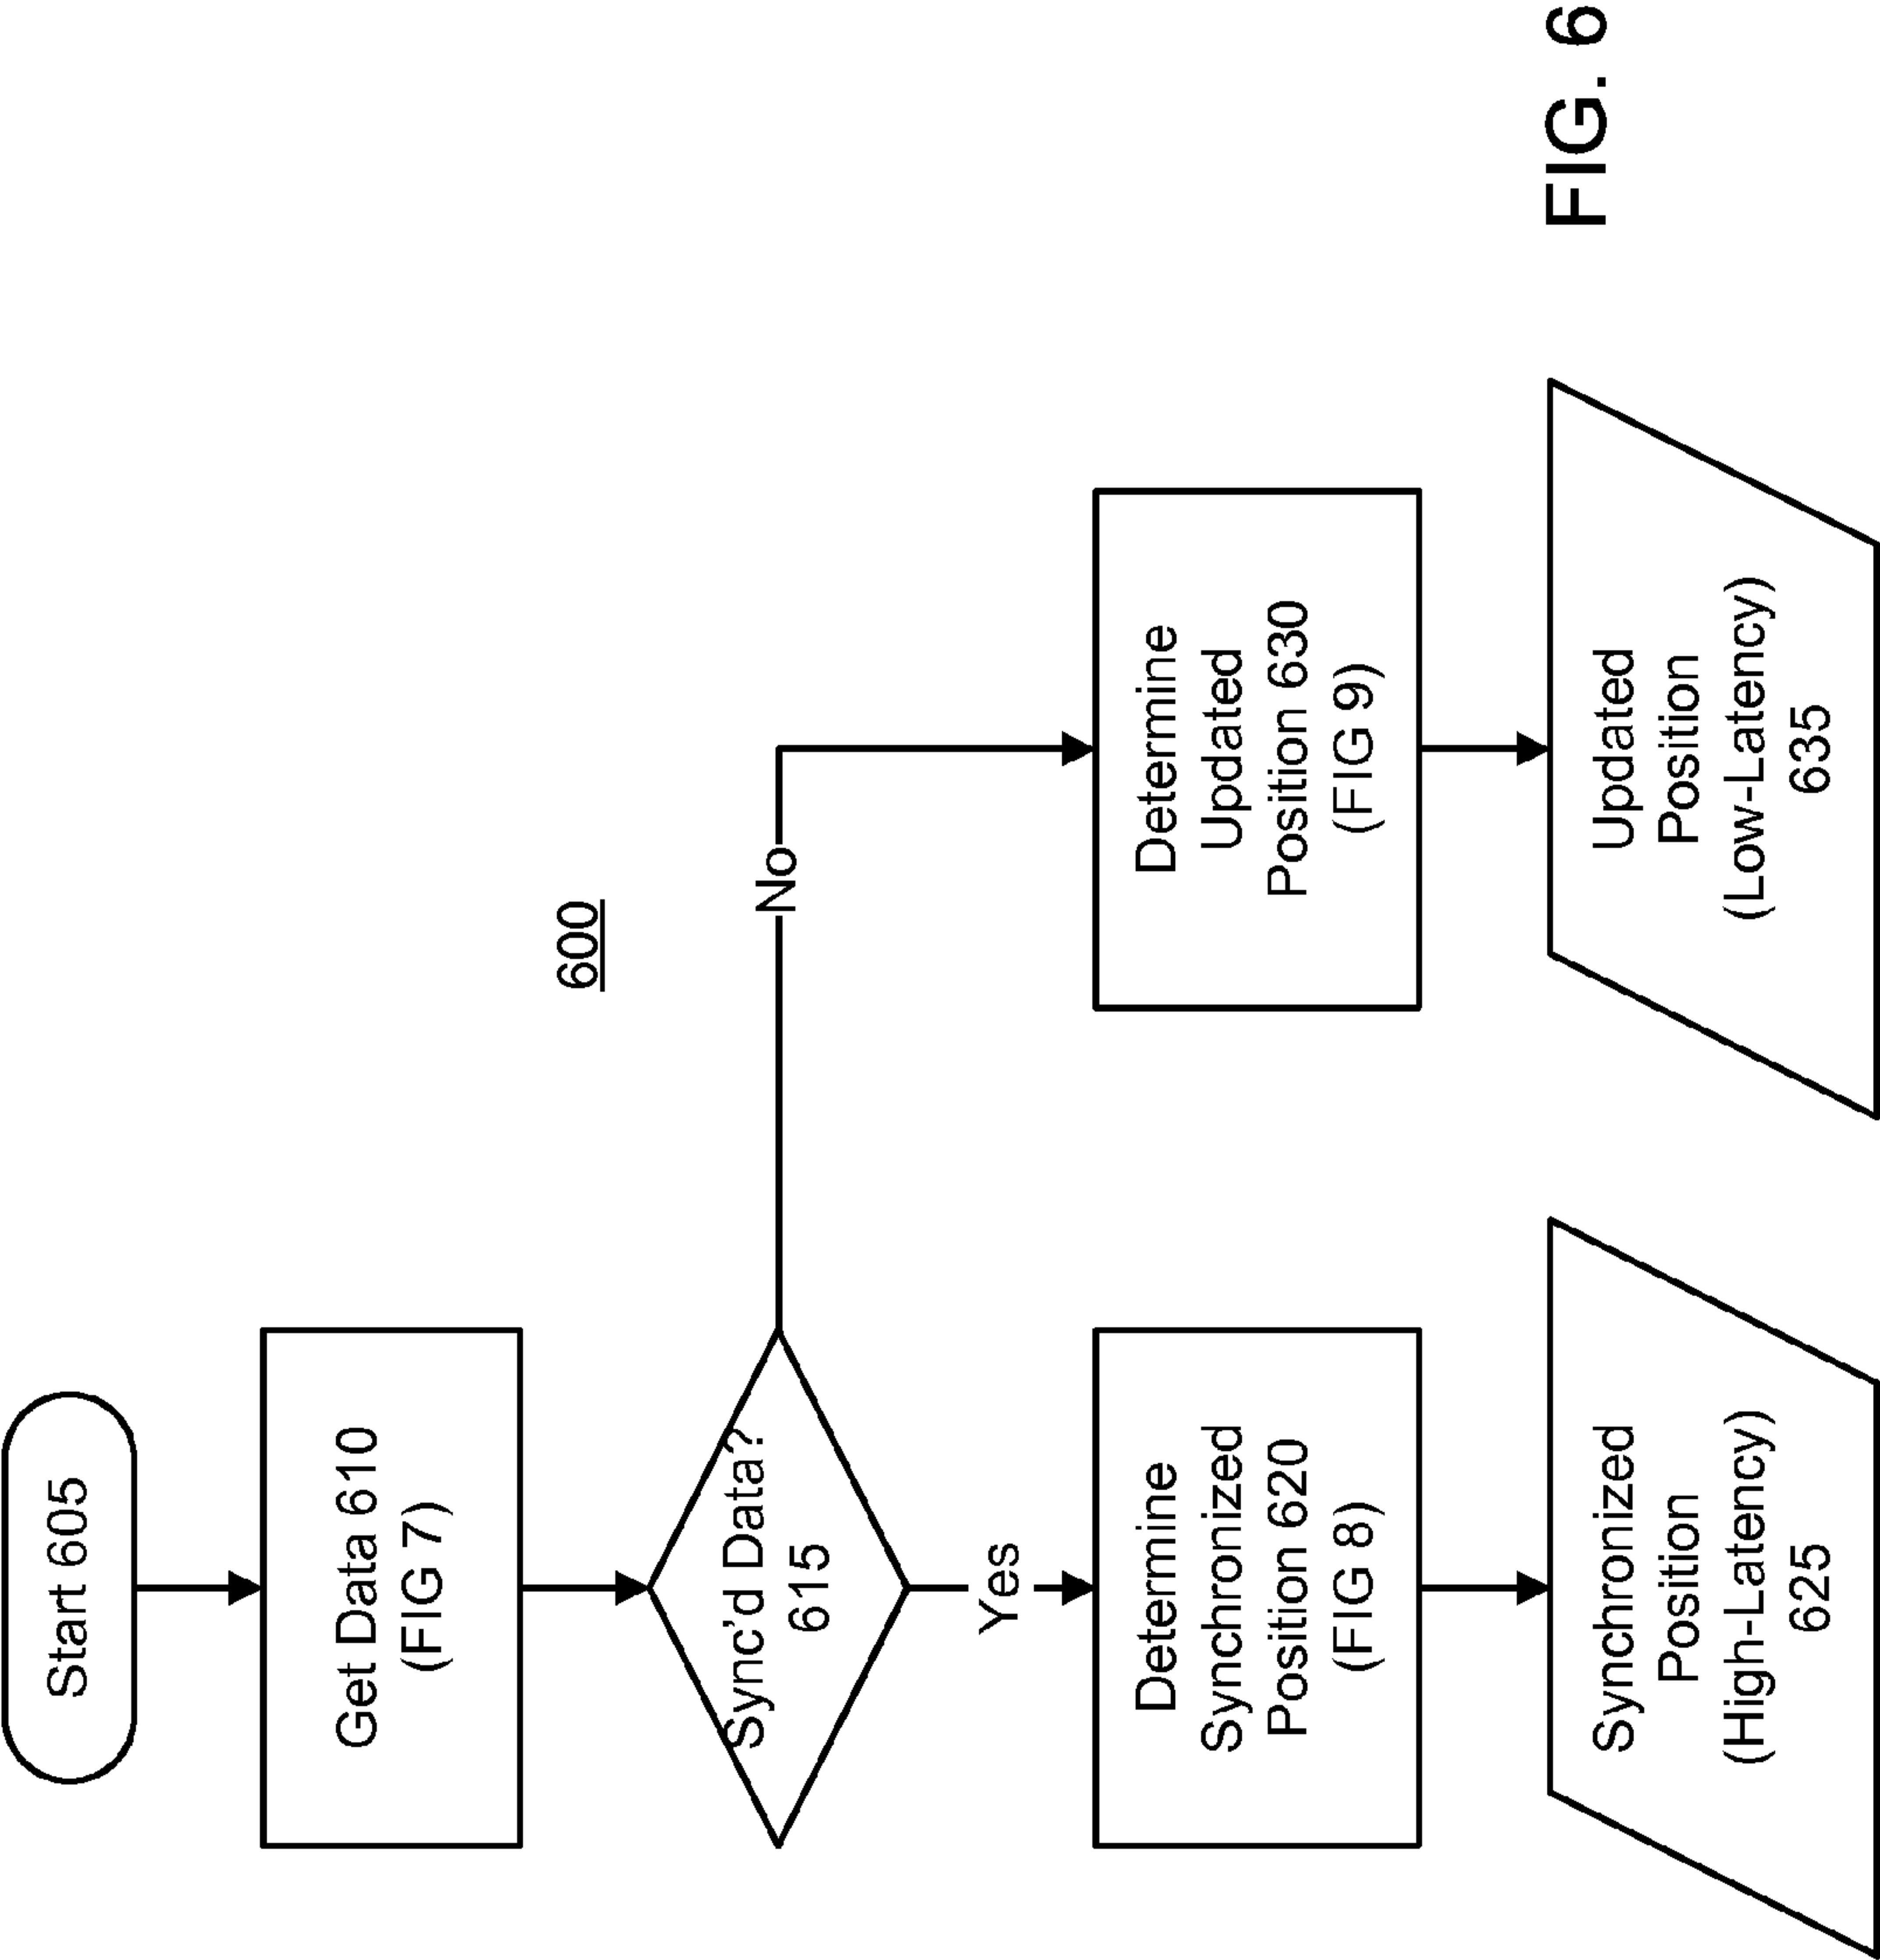 Start 605
Get Data 610
(FIG 7)
600
Sync'd Data?
615
No
Yes
Determine
Synchronized
Position 620
(FIG 8)
Determine
Updated
Position 630
(FIG 9)
Synchronized
Position
(High-Latency)
625
Updated
Position
(Low-Latency)
635
FIG. 6